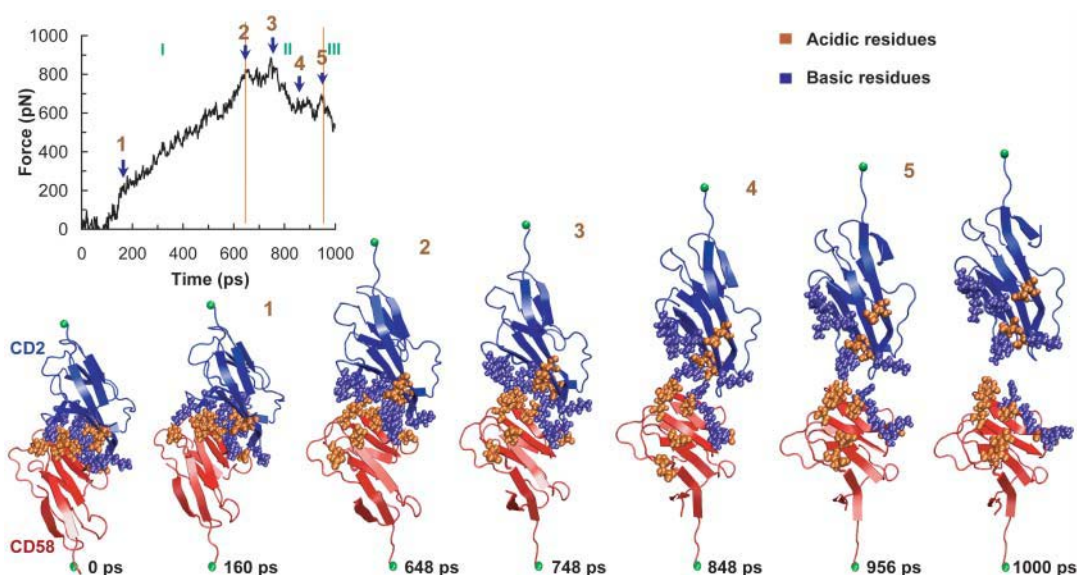 1000
800
600
400
200
0
Force (pN)
0 200 400 600 800 1000
Time (ps)
I II III
1 2 3 4 5
Acidic residues
Basic residues
1 2 3 4 5
CD2
CD58
0 ps 160 ps 648 ps 748 ps 848 ps 956 ps 1000 ps